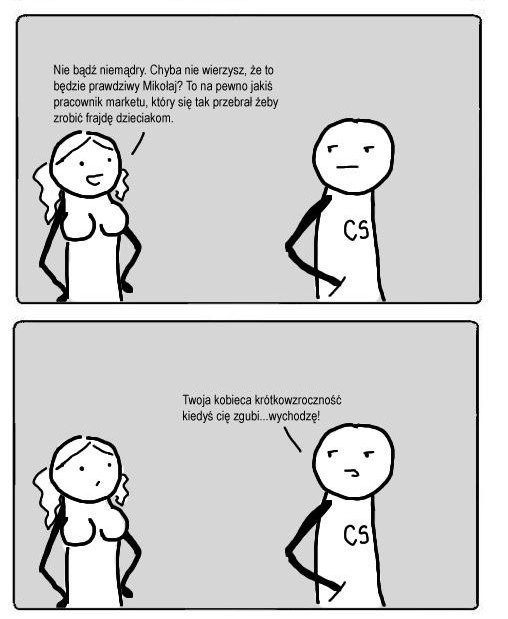 Nie bądź niemądry. Chyba nie wierzysz, że to
będzie prawdziwy Mikołaj? To na pewno jakiś
pracownik marketu, który się tak przebrał żeby
zrobić frajdę dzieciakom.
CS
Twoja kobieca krótkowzroczność
kiedyś cię zgubi...wychodzę!
CS